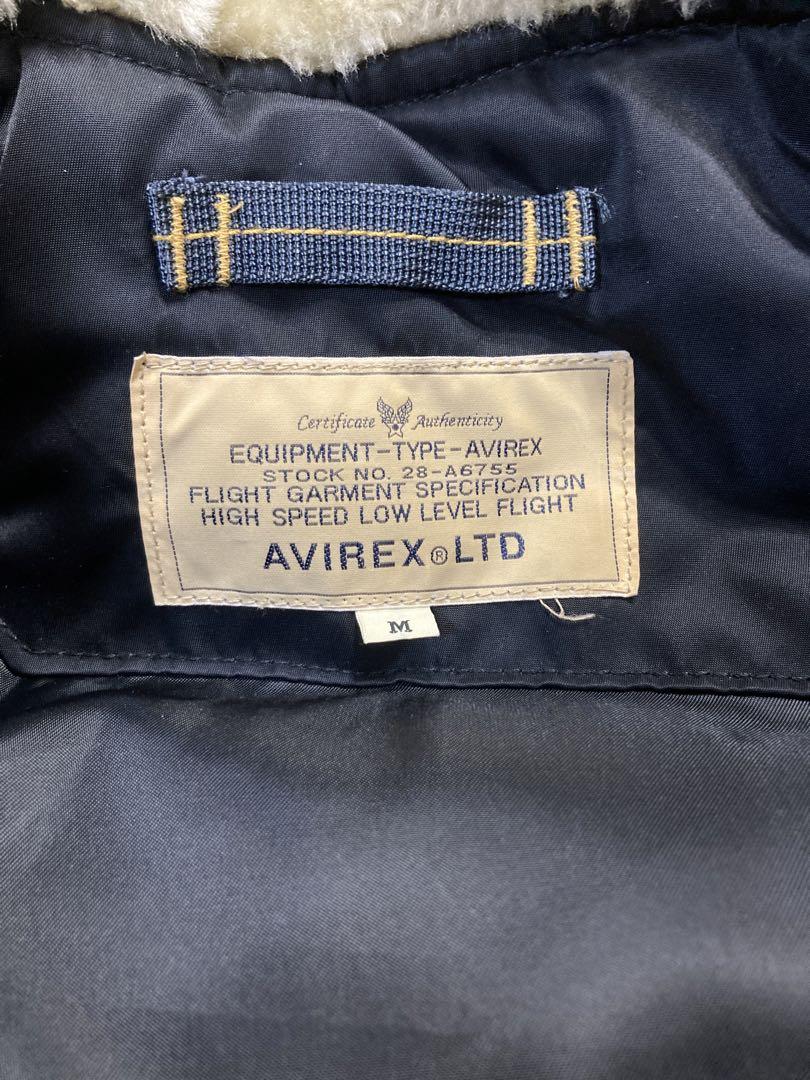 Certificate Authenticity
EQUIPMENT-TYPE-AVIREX
STOCK NO. 28-A6755
FLIGHT GARMENT SPECIFICATION
HIGH SPEED LOW LEVEL FLIGHT
AVIREX® LTD
M